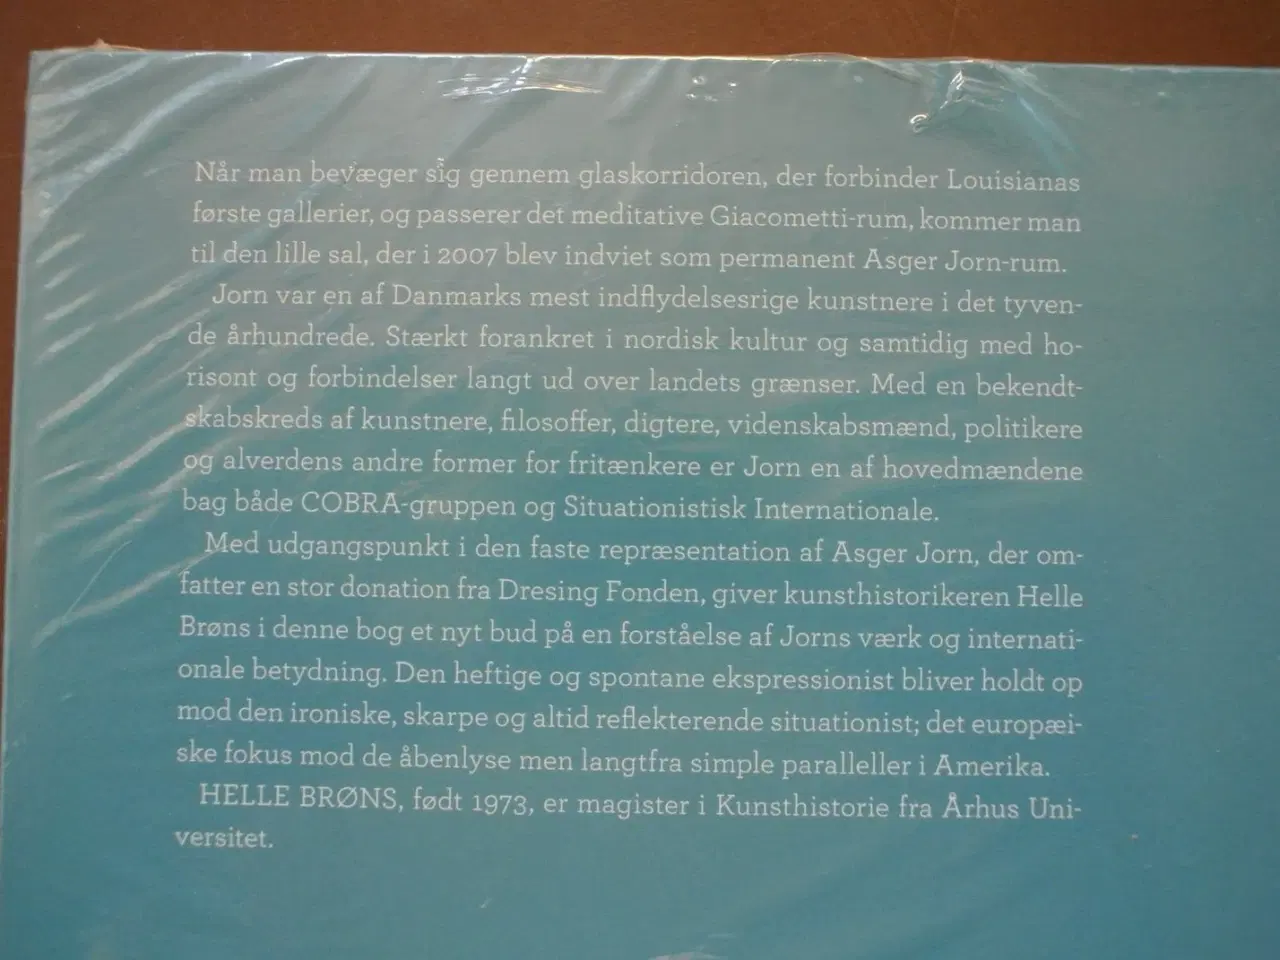 Når man bevæger sig gennem glaskorridoren, der forbinder Louisianas
første gallerier, og passerer det meditative Giacometti-rum, kommer man
til den lille sal, der i 2007 blev indviet som permanent Asger Jorn-rum.
Jorn var en af Danmarks mest indflydelsesrige kunstnere i det tyven-
de århundrede. Stærkt forankret i nordisk kultur og samtidig med ho-
risont og forbindelser langt ud over landets grænser. Med en bekendt-
skabskreds af kunstnere, filosoffer, digtere, videnskabsmænd, politikere
og alverdens andre former for fritænkere er Jorn en af hovedmændene
bag både COBRA-gruppen og Situationistisk Internationale.
Med udgangspunkt i den faste repræsentation af Asger Jorn, der om-
fatter en stor donation fra Dresing Fonden, giver kunsthistorikeren Helle
Brøns i denne bog et nyt bud på en forståelse af Jorns værk og internati-
onale betydning. Den heftige og spontane ekspressionist bliver holdt op
mod den ironiske, skarpe og altid reflekterende situationist; det europæi-
ske fokus mod de åbenlyse men langtfra simple paralleller i Amerika.
HELLE BRØNS, født 1973, er magister i Kunsthistorie fra Århus Uni-
versitet.